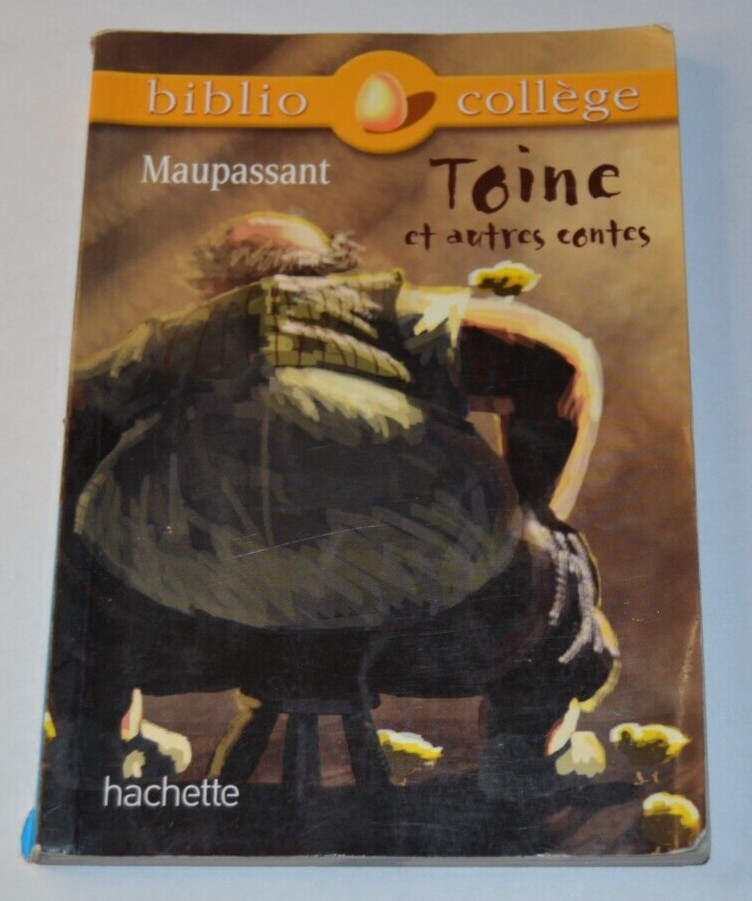 biblio collège
Maupassant
Toine
et autres contes
hachette